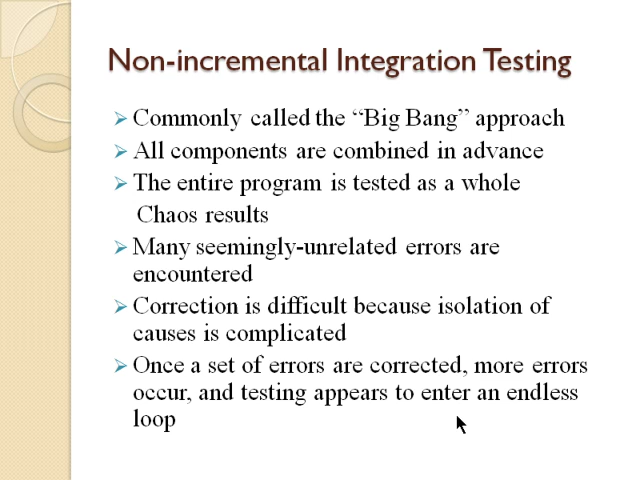 Non-incremental Integration Testing
Commonly called the “Big Bang” approach
All components are combined in advance
The entire program is tested as a whole
Chaos results
Many seemingly-unrelated errors are
encountered
Correction is difficult because isolation of
causes is complicated
Once a set of errors are corrected, more errors
occur, and testing appears to enter an endless
loop